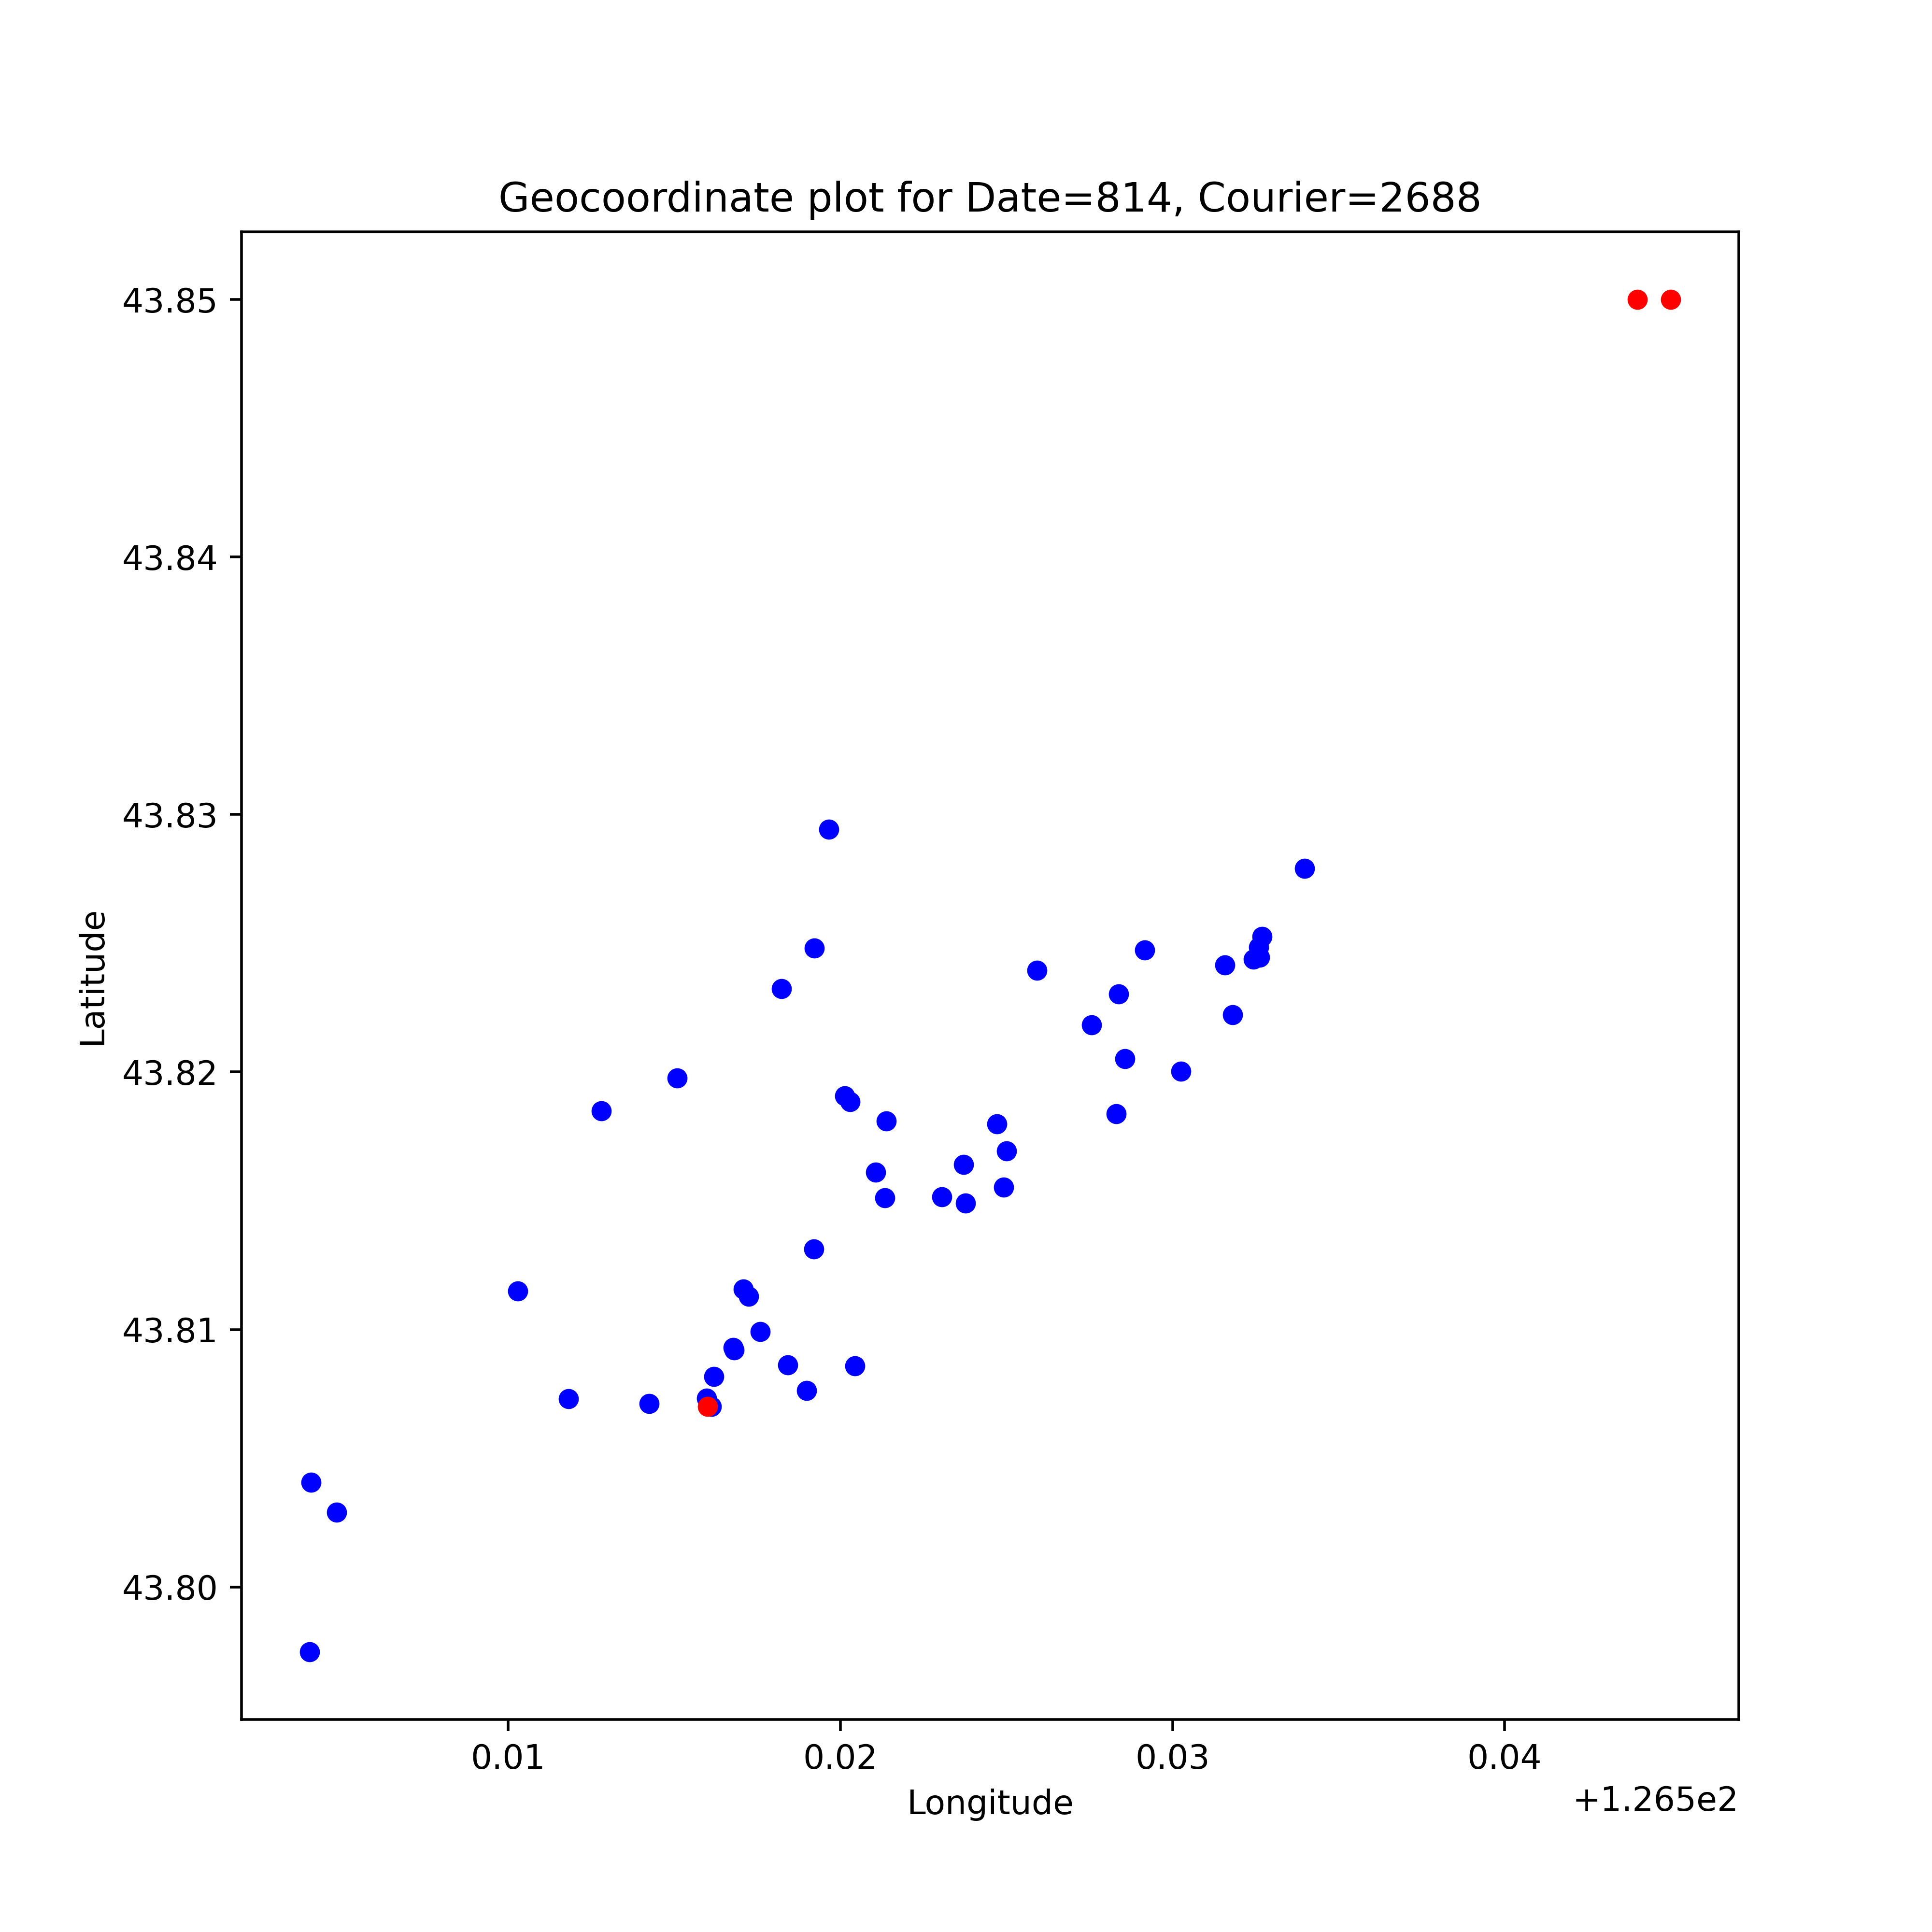 Geocoordinate plot for Date=814, Courier=2688
43.85
43.84
43.83
43.82
43.81
43.80
Latitude
0.01 0.02 0.03 0.04
+1.265e2
Longitude